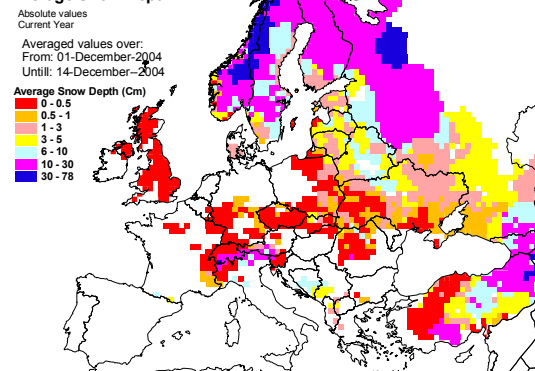 Absolute values
Current Year
Averaged values over:
From: 01-December-2004
Untill: 14-December--2004
Average Snow Depth (Cm)
0 - 0.5
0.5 - 1
1 - 3
3 - 5
6 - 10
10 - 30
30 - 78